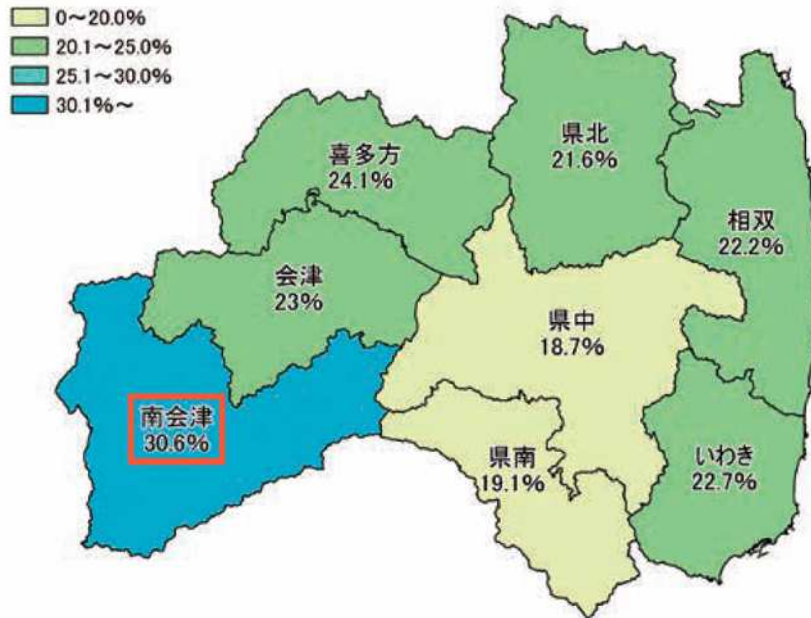 0～20.0%
20.1～25.0%
25.1～30.0%
30.1%～
喜多方
24.1%
県北
21.6%
相双
22.2%
会津
23%
県中
18.7%
南会津
30.6%
県南
19.1%
いわき
22.7%